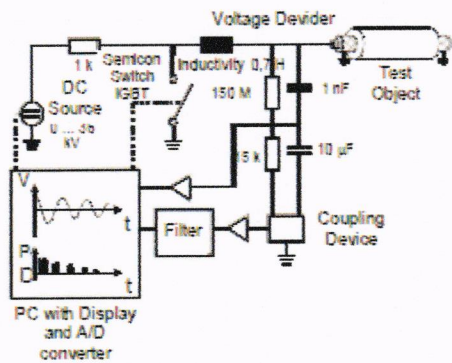 Voltage Devider
1 k
Semicon
Switch
IGBT
Inductivity 0,7 H
DC
Source
kV
150 M
1 nF
Test
Object
15 k
10 µF
V
t
P
D
t
Filter
Coupling
Device
PC with Display
and A/D
converter